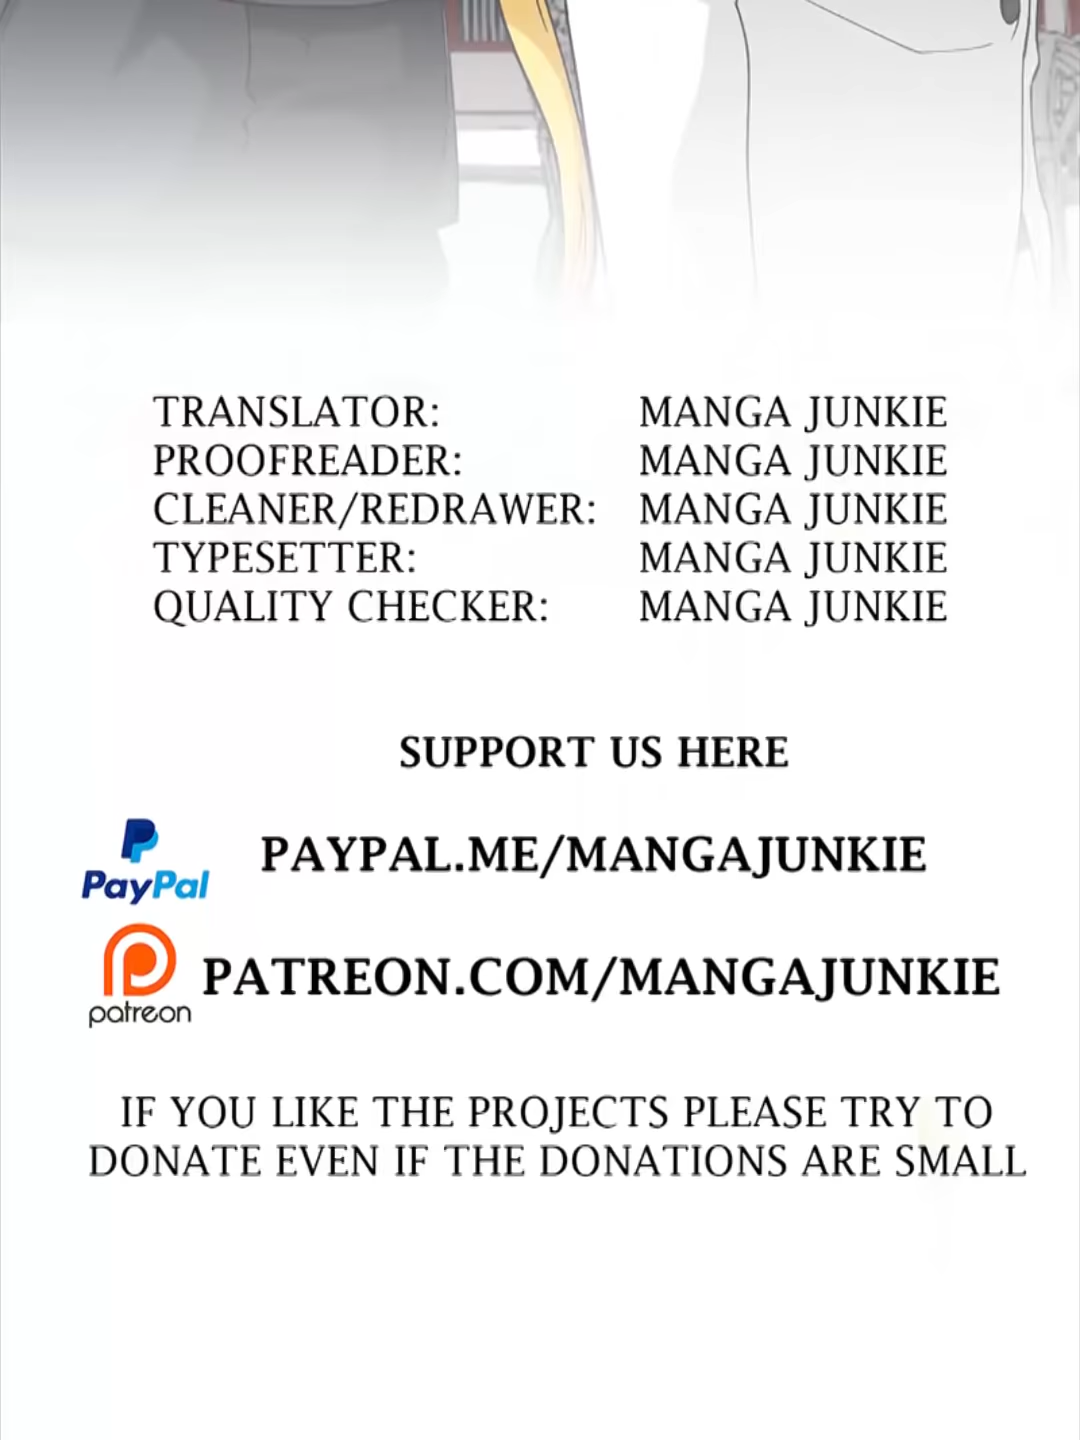 TRANSLATOR: MANGA JUNKIE
PROOFREADER: MANGA JUNKIE
CLEANER/REDRAWER: MANGA JUNKIE
TYPESETTER: MANGA JUNKIE
QUALITY CHECKER: MANGA JUNKIE
SUPPORT US HERE
PayPal PAYPAL.ME/MANGAJUNKIE
patreon PATREON.COM/MANGAJUNKIE
IF YOU LIKE THE PROJECTS PLEASE TRY TO
DONATE EVEN IF THE DONATIONS ARE SMALL